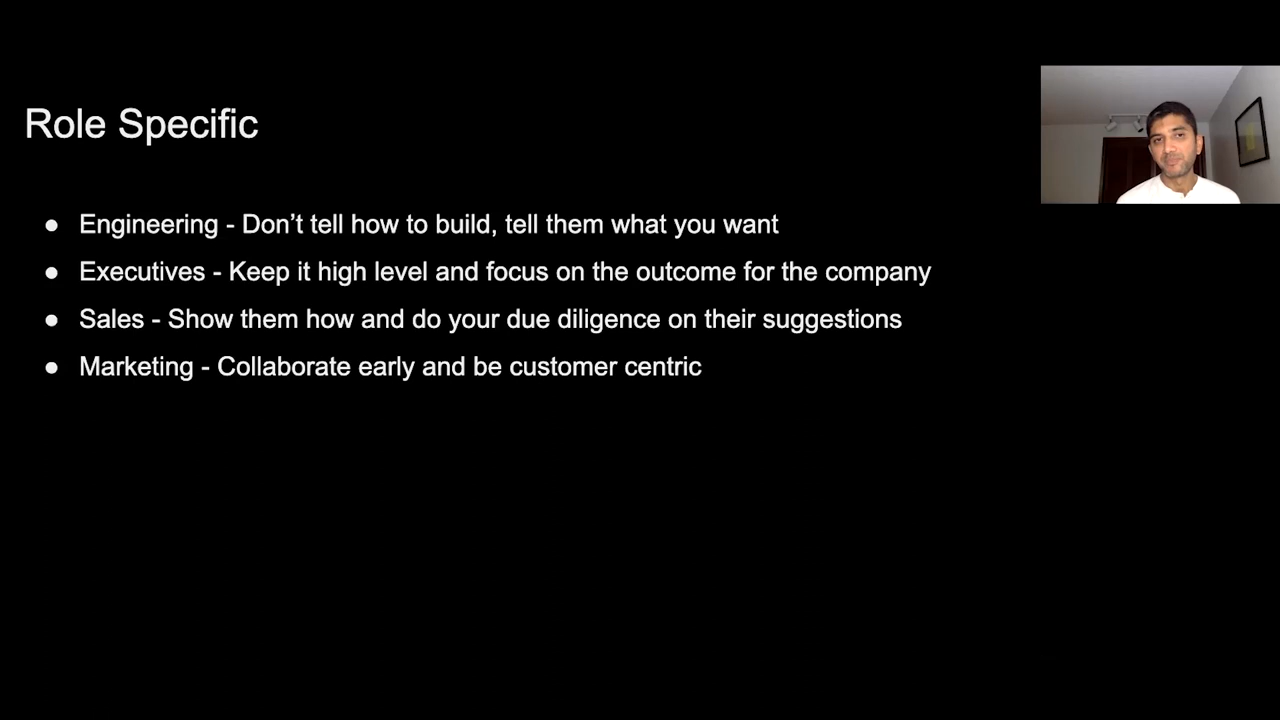 Role Specific
● Engineering - Don’t tell how to build, tell them what you want
● Executives - Keep it high level and focus on the outcome for the company
● Sales - Show them how and do your due diligence on their suggestions
● Marketing - Collaborate early and be customer centric